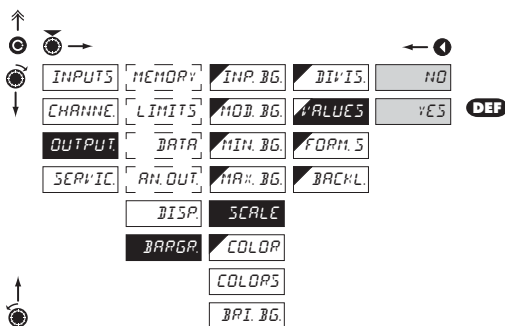 INPUTS MEMORY INP. BG. DIVIS. NO
CHANNE. LIMITS MOD. BG. VALUES YES DEF
OUTPUT. DATA MIN. BG. FORM. S
SERVIC. AN. OUT. MAX. BG. BACKL.
DISP. SCALE
BARGR. COLOR
COLORS
BRI. BG.